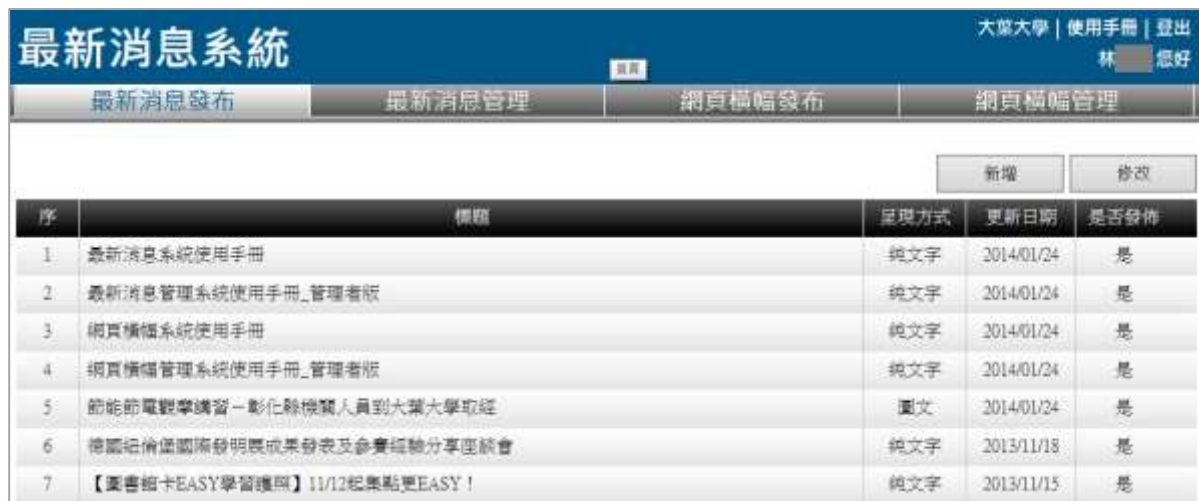 大葉大學 | 使用手冊 | 登出
最新消息系統
林 您好
首頁
最新消息發布 最新消息管理 網頁橫幅發布 網頁橫幅管理
新增 修改
序 標題 呈現方式 更新日期 是否發佈
1 最新消息系統使用手冊 純文字 2014/01/24 是
2 最新消息管理系統使用手冊_管理者版 純文字 2014/01/24 是
3 網頁橫幅系統使用手冊 純文字 2014/01/24 是
4 網頁橫幅管理系統使用手冊_管理者版 純文字 2014/01/24 是
5 節能節電觀摩講習－彰化縣機關人員到大葉大學取經 圖文 2014/01/24 是
6 德國紐倫堡國際發明展成果發表及參賽經驗分享座談會 純文字 2013/11/18 是
7 【圖書館卡EASY學習護照】11/12起集點更EASY！ 純文字 2013/11/15 是